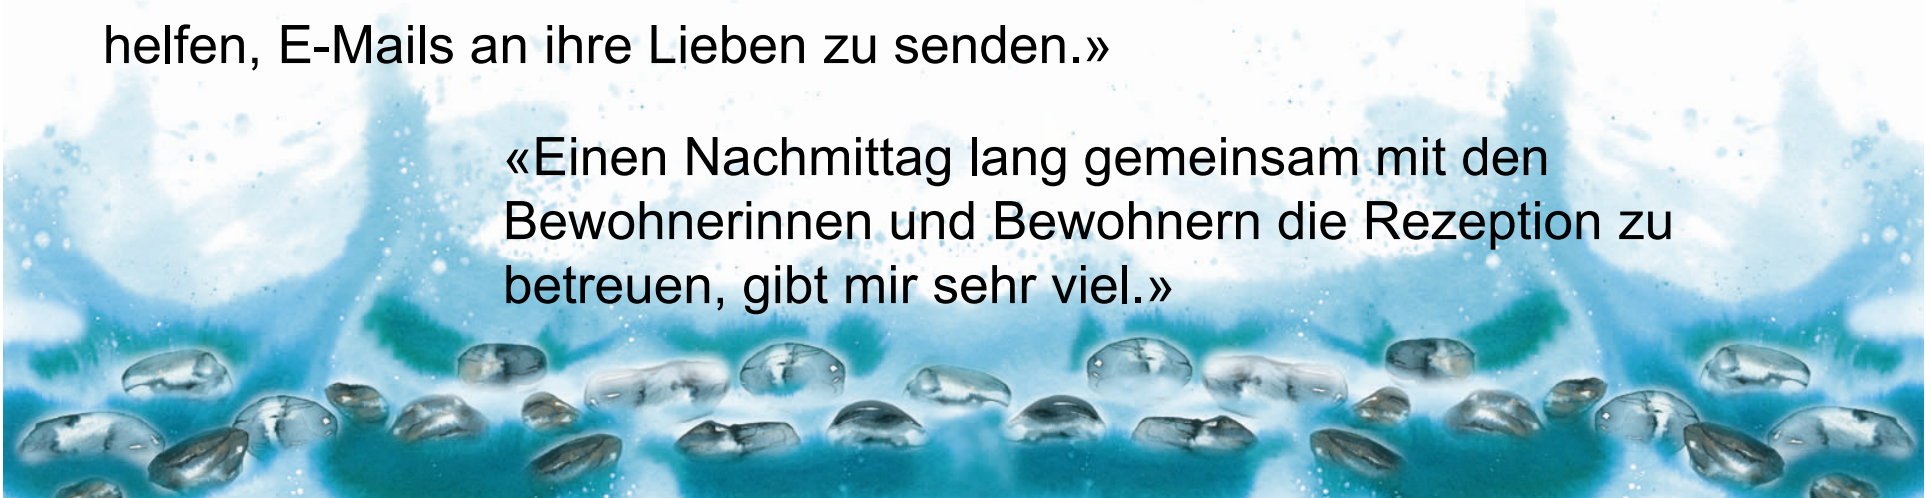 helfen, E-Mails an ihre Lieben zu senden.»
«Einen Nachmittag lang gemeinsam mit den
Bewohnerinnen und Bewohnern die Rezeption zu
betreuen, gibt mir sehr viel.»